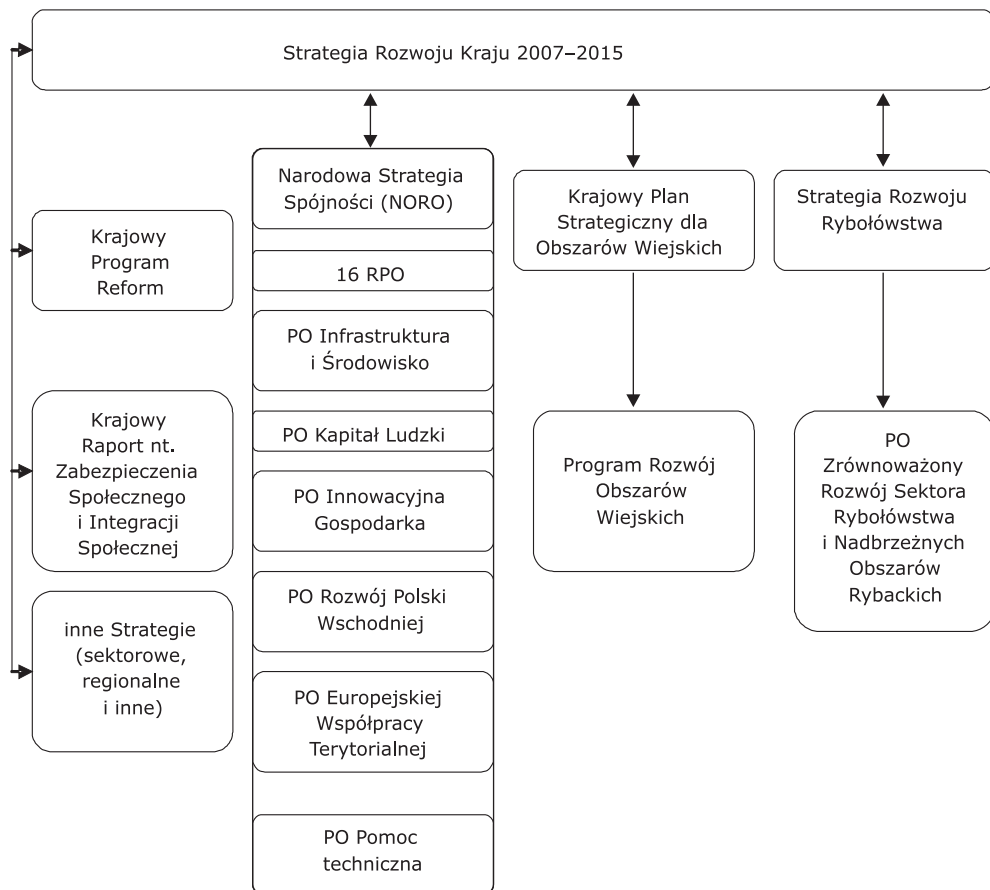 Strategia Rozwoju Kraju 2007–2015
Krajowy
Program
Reform
Krajowy
Raport nt.
Zabezpieczenia
Społecznego
i Integracji
Społecznej
inne Strategie
(sektorowe,
regionalne
i inne)
Narodowa Strategia
Spójności (NORO)
16 RPO
PO Infrastruktura
i Środowisko
PO Kapitał Ludzki
PO Innowacyjna
Gospodarka
PO Rozwój Polski
Wschodniej
PO Europejskiej
Współpracy
Terytorialnej
PO Pomoc
techniczna
Krajowy Plan
Strategiczny dla
Obszarów Wiejskich
Program Rozwój
Obszarów
Wiejskich
Strategia Rozwoju
Rybołówstwa
PO
Zrównoważony
Rozwój Sektora
Rybołówstwa
i Nadbrzeżnych
Obszarów
Rybackich